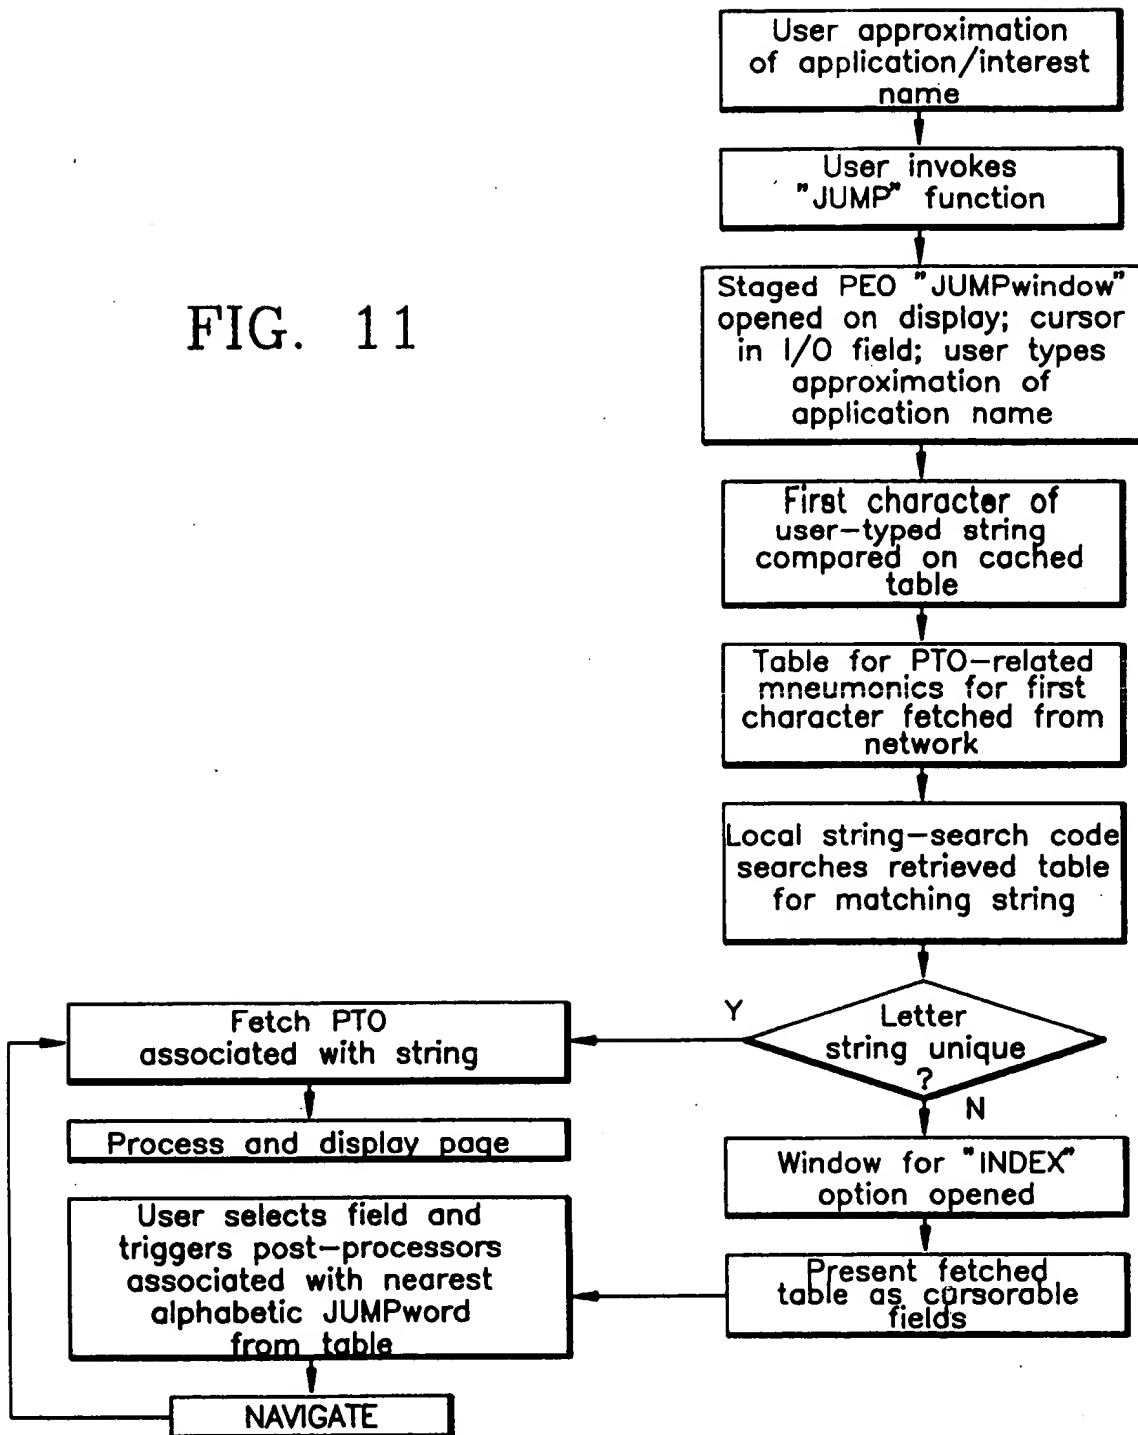 User approximation
of application/interest
name
User invokes
"JUMP" function
FIG. 11
Staged PEO "JUMPwindow"
opened on display; cursor
in I/O field; user types
approximation of
application name
First character of
user-typed string
compared on cached
table
Table for PTO-related
mneumonics for first
character fetched from
network
Local string-search code
searches retrieved table
for matching string
Letter
string unique
?
Y
N
Fetch PTO
associated with string
Process and display page
Window for "INDEX"
option opened
Present fetched
table as cursorable
fields
User selects field and
triggers post-processors
associated with nearest
alphabetic JUMPword
from table
NAVIGATE